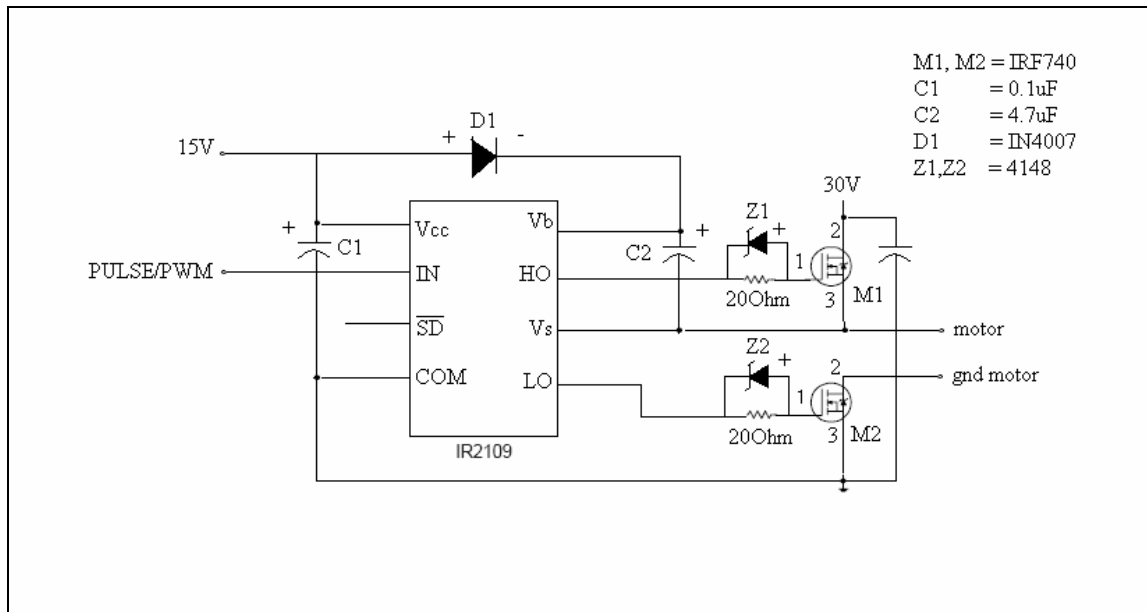 M1, M2 = IRF740
C1 = 0.1uF
C2 = 4.7uF
D1 = IN4007
Z1,Z2 = 4148
D1
+ -
15V
30V
Z1
+
Vcc
Vb
+
C1
C2
+
2
PULSE/PWM
IN
HO
1
20Ohm
3
M1
SD
Vs
motor
Z2
+
COM
LO
2
gnd motor
1
20Ohm
3
M2
IR2109